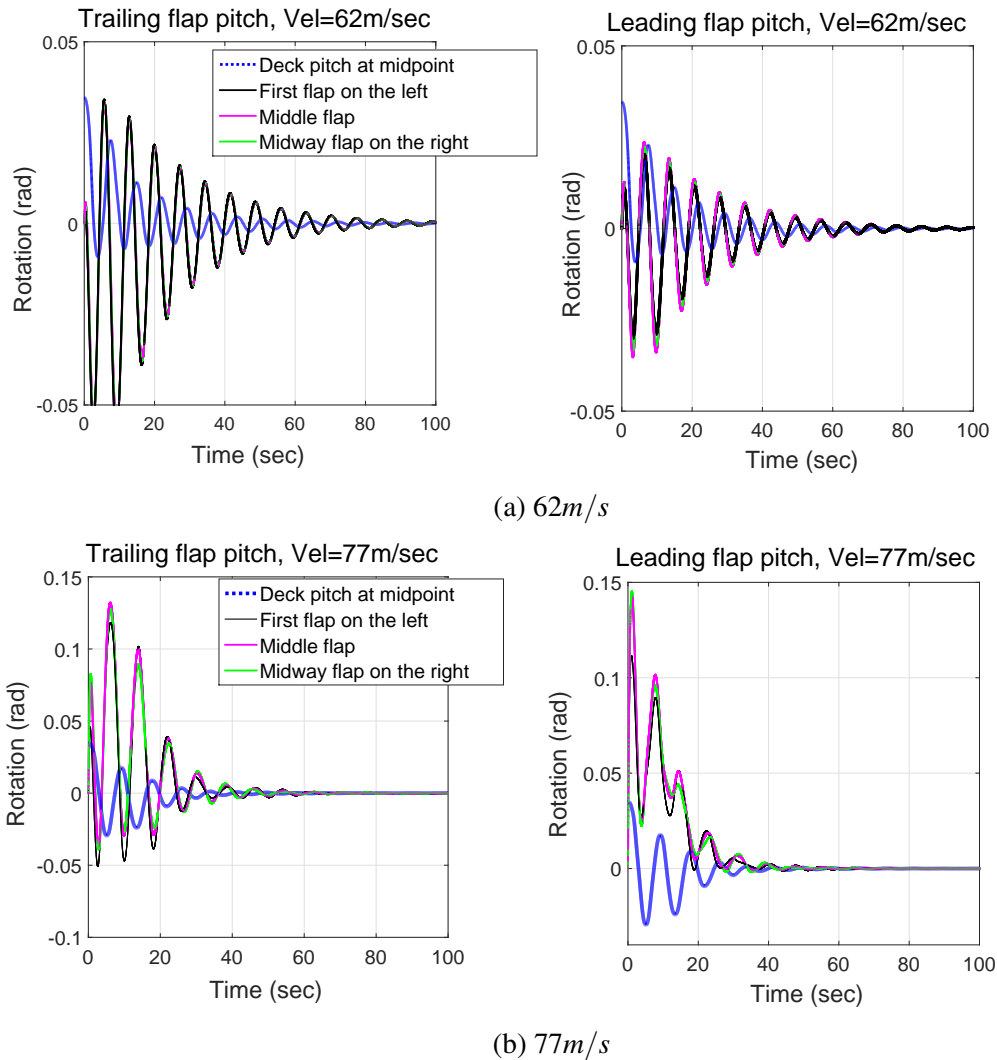 Trailing flap pitch, Vel=62m/sec
0.05
0
-0.05
Rotation (rad)
0 20 40 60 80 100
Time (sec)
Deck pitch at midpoint
First flap on the left
Middle flap
Midway flap on the right
Leading flap pitch, Vel=62m/sec
0.05
0
-0.05
Rotation (rad)
0 20 40 60 80 100
Time (sec)
(a) 62m/s
Trailing flap pitch, Vel=77m/sec
0.15
0.1
0.05
0
-0.05
-0.1
Rotation (rad)
0 20 40 60 80 100
Time (sec)
Deck pitch at midpoint
First flap on the left
Middle flap
Midway flap on the right
Leading flap pitch, Vel=77m/sec
0.15
0.1
0.05
0
Rotation (rad)
0 20 40 60 80 100
Time (sec)
(b) 77m/s